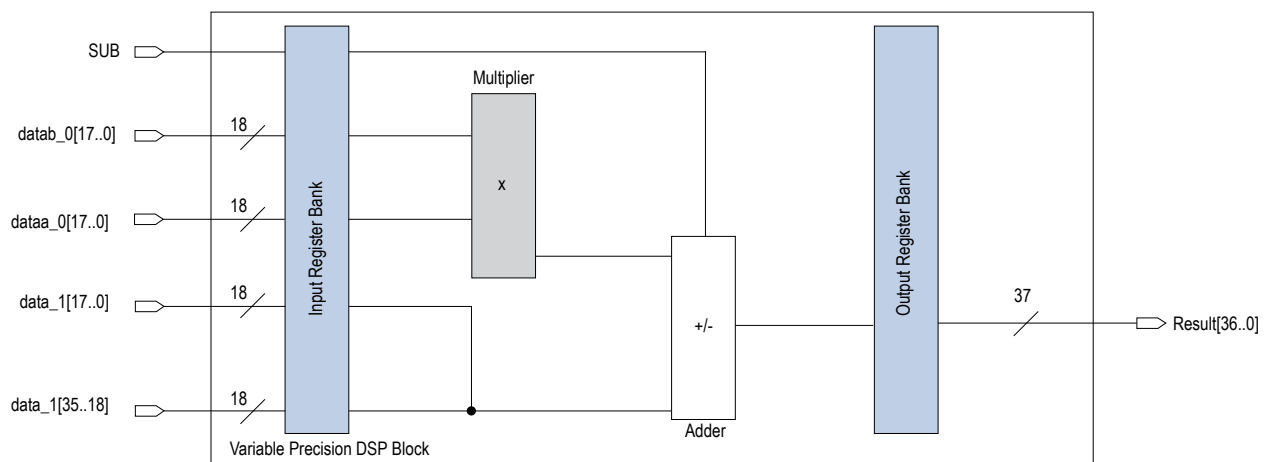 SUB
Multiplier
datab_0[17..0]
18
x
dataa_0[17..0]
18
Input Register Bank
Output Register Bank
data_1[17..0]
18
+/-
37
Result[36..0]
data_1[35..18]
18
Adder
Variable Precision DSP Block